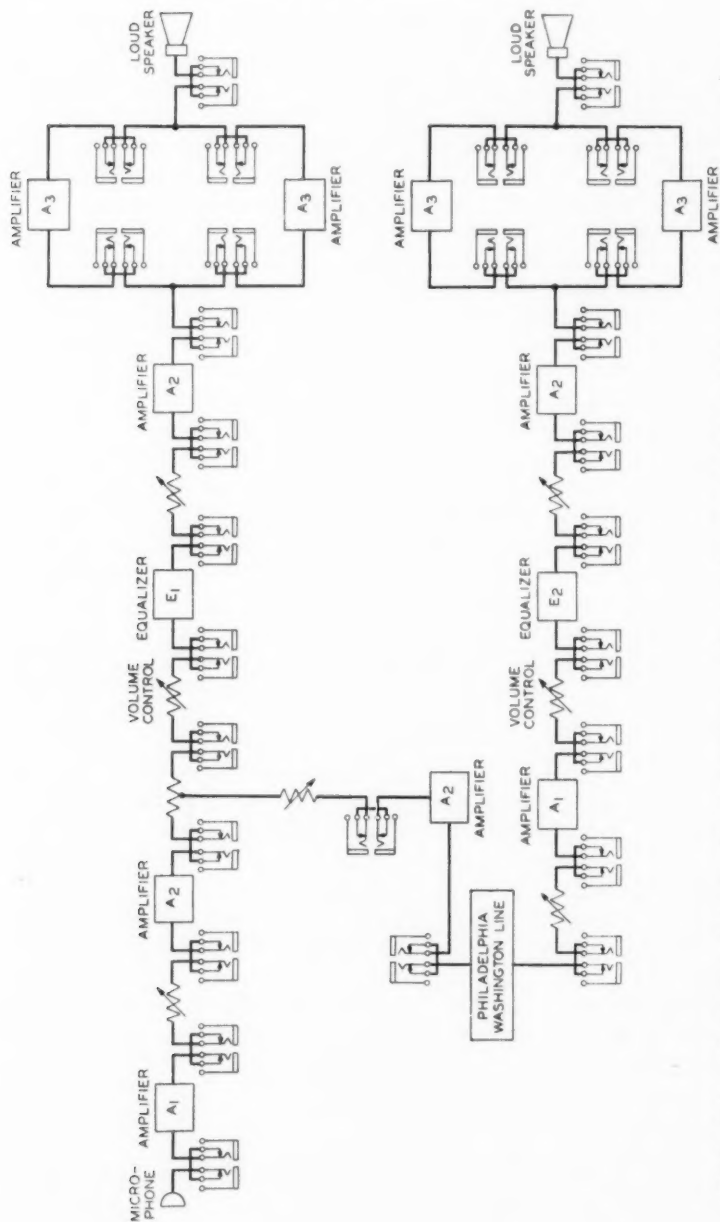 AMPLIFIER
A3
MICRO-
PHONE
AMPLIFIER
A1
AMPLIFIER
A2
VOLUME
CONTROL
EQUALIZER
E1
AMPLIFIER
A2
LOUD
SPEAKER
A3
AMPLIFIER
AMPLIFIER
A3
A2
AMPLIFIER
PHILADELPHIA
WASHINGTON LINE
AMPLIFIER
A1
VOLUME
CONTROL
EQUALIZER
E2
AMPLIFIER
A2
LOUD
SPEAKER
A3
AMPLIFIER